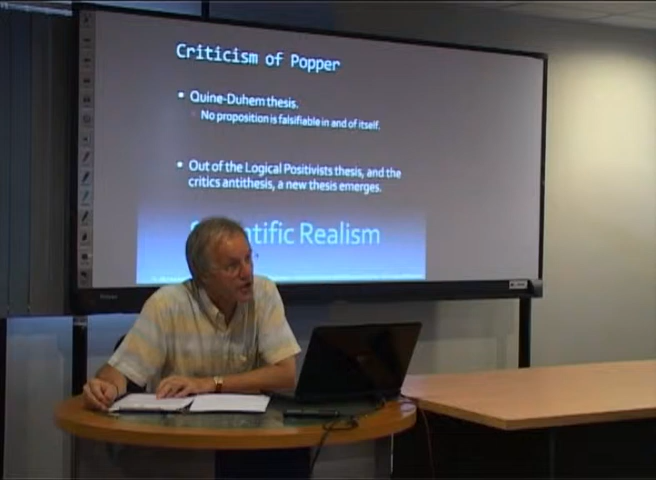 Criticism of Popper
• Quine-Duhem thesis.
No proposition is falsifiable in and of itself.
• Out of the Logical Positivists thesis, and the
critics antithesis, a new thesis emerges.
Realism